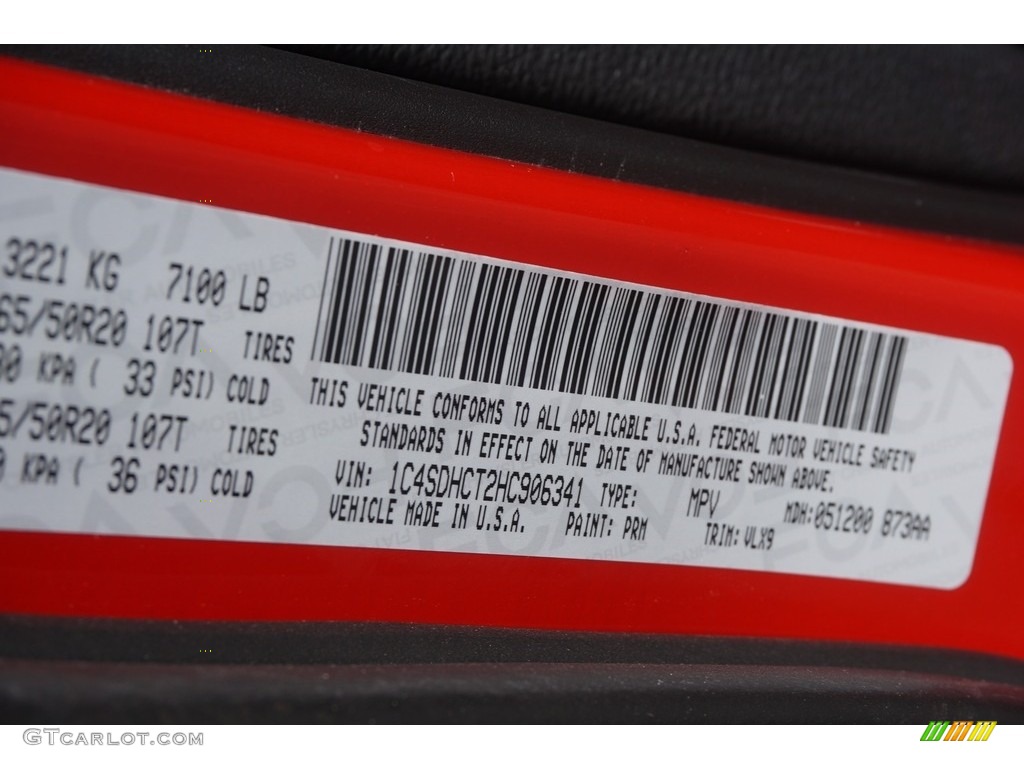 3221 KG 7100 LB
65/50R20 107T TIRES
KPA ( 33 PSI) COLD
5/50R20 107T TIRES
KPA ( 36 PSI) COLD
THIS VEHICLE CONFORMS TO ALL APPLICABLE U.S.A. FEDERAL MOTOR VEHICLE SAFETY
STANDARDS IN EFFECT ON THE DATE OF MANUFACTURE SHOWN ABOVE.
VIN: 1C4SDHCT2HC906341 TYPE: MPV MDH:051200 873AA
VEHICLE MADE IN U.S.A. PAINT: PRM TRIM: VLX9
GTCARLOT.COM